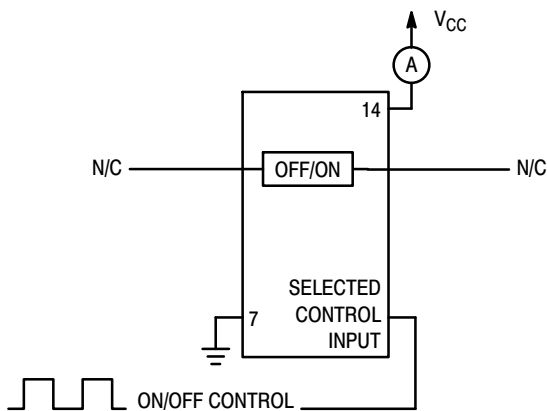 VCC
A
14
N/C
OFF/ON
N/C
7
SELECTED
CONTROL
INPUT
ON/OFF CONTROL